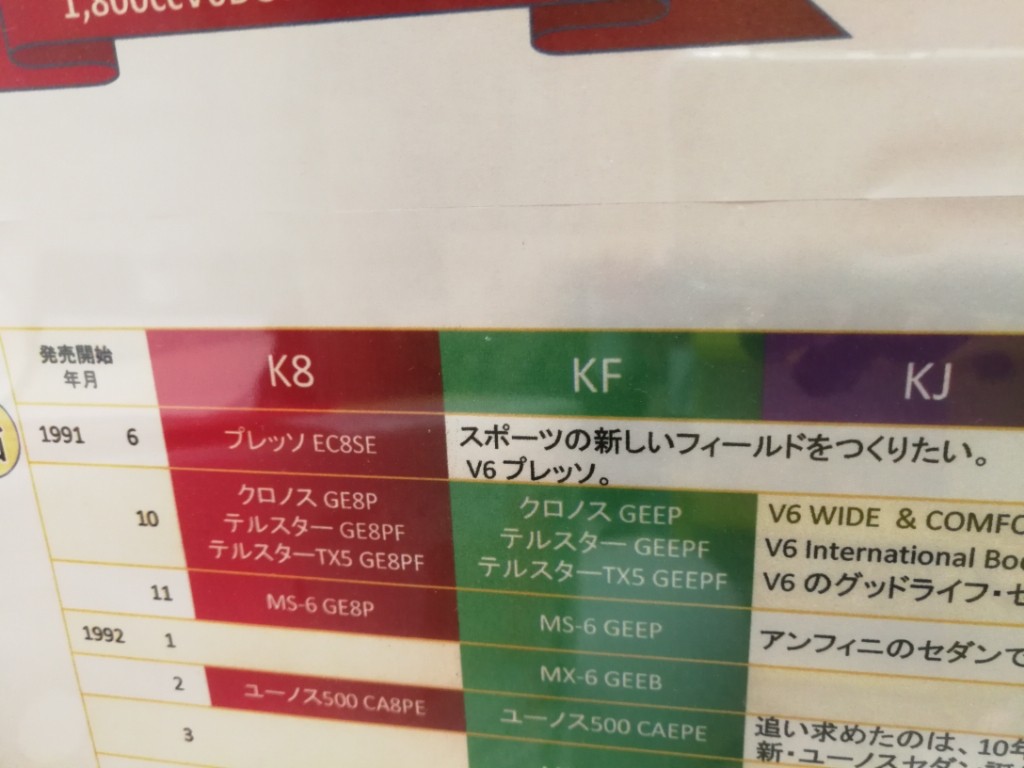 1,800cc V6
発売開始
年月
K8
KF
KJ
1991 6
プレッソ EC8SE
スポーツの新しいフィールドをつくりたい。
V6 プレッソ。
10
クロノス GE8P
テルスター GE8PF
テルスターTX5 GE8PF
クロノス GEEP
テルスター GEEPF
テルスターTX5 GEEPF
V6 WIDE & COMFO
V6 International
V6 のグッドライフ・セ
11
MS-6 GE8P
MS-6 GEEP
アンフィニのセダンで
1992 1
MX-6 GEEB
2
ユーノス500 CA8PE
ユーノス500 CAEPE
追い求めたのは、10年
新・ユーノスセダン
3